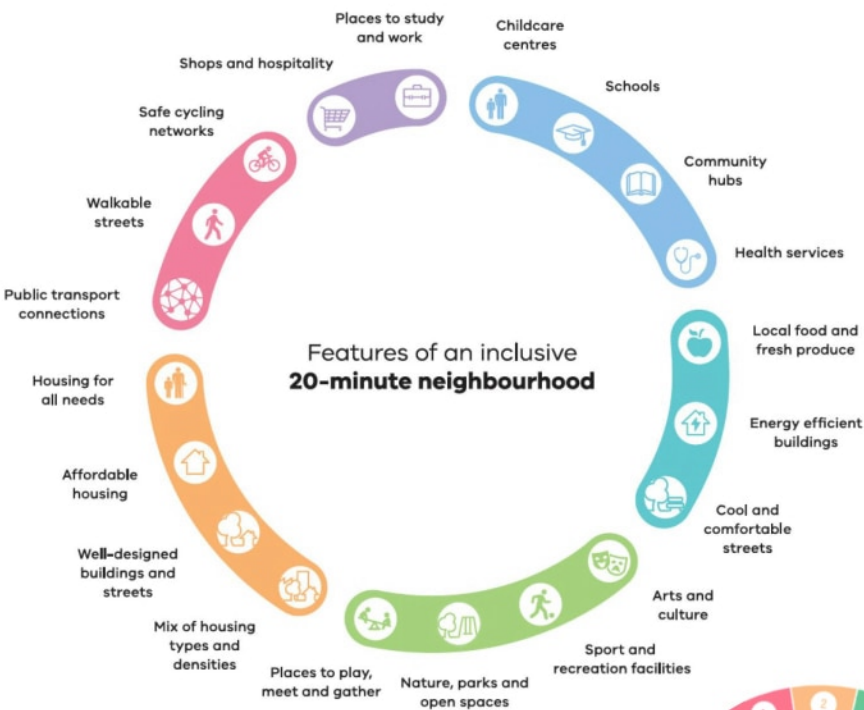 Places to study
and work
Childcare
centres
Schools
Community
hubs
Health services
Local food and
fresh produce
Energy efficient
buildings
Cool and
comfortable
streets
Arts and
culture
Sport and
recreation facilities
Nature, parks and
open spaces
Places to play,
meet and gather
Mix of housing
types and
densities
Well-designed
buildings and
streets
Affordable
housing
Housing for
all needs
Public transport
connections
Walkable
streets
Safe cycling
networks
Shops and hospitality
Features of an inclusive
20-minute neighbourhood
2